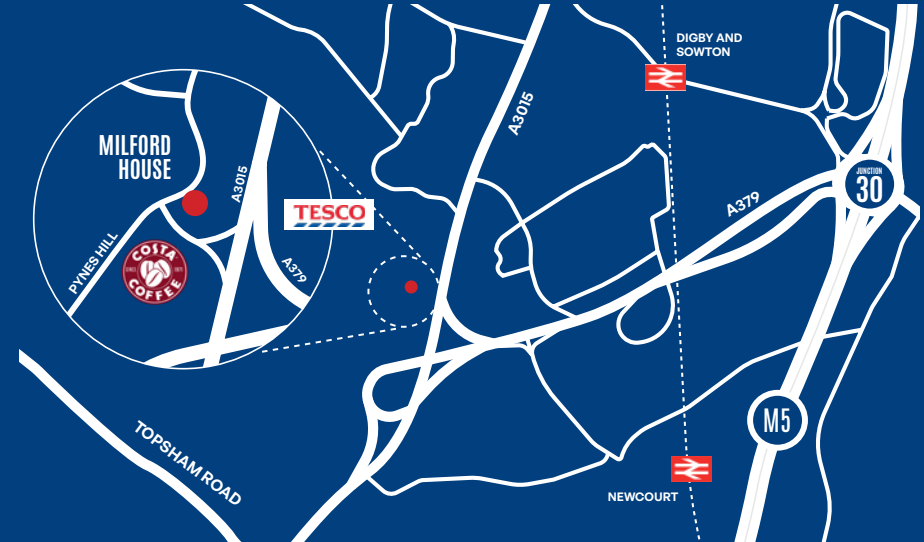 DIGBY AND
SOWTON
A3015
MILFORD
HOUSE
A3015
JUNCTION
30
A379
TESCO
PYNES HILL
COSTA
COFFEE
A379
M5
TOPSHAM ROAD
NEWCOURT